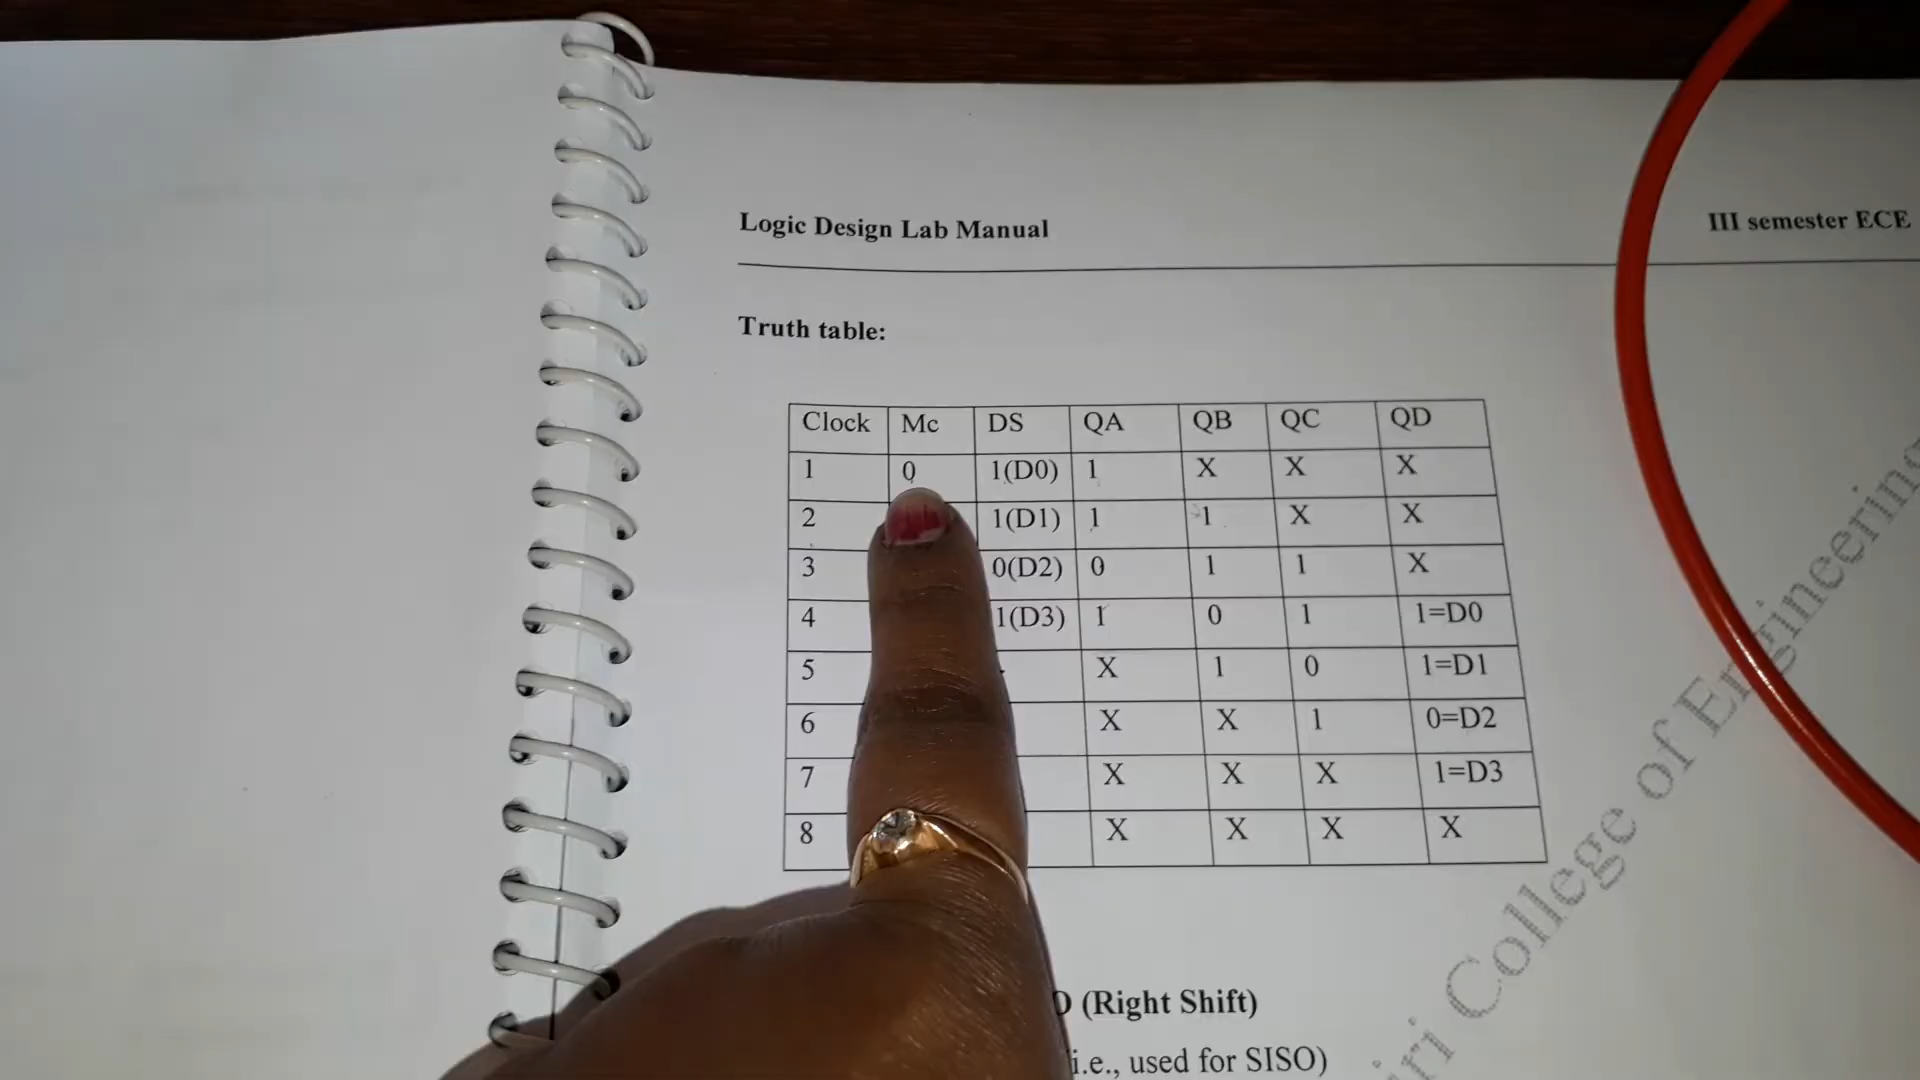 Logic Design Lab Manual
III semester ECE
Truth table:
Clock Mc DS QA QB QC QD
1 0 1(D0) 1 X X X
2 1(D1) 1 1 X X
3 0(D2) 0 1 1 X
4 1(D3) 1 0 1 1=D0
5 X 1 0 1=D1
6 X X 1 0=D2
7 X X X 1=D3
8 X X X X
(Right Shift)
i.e., used for SISO)
College of Engineering